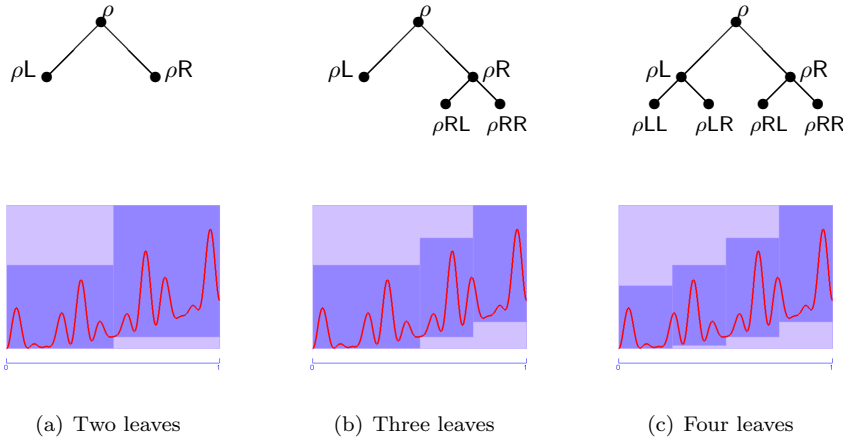 ρ ρ ρ
ρL ρR ρL ρR ρL ρR
ρRL ρRR ρLL ρLR ρRL ρRR
0 1 0 1 0 1
(a) Two leaves (b) Three leaves (c) Four leaves